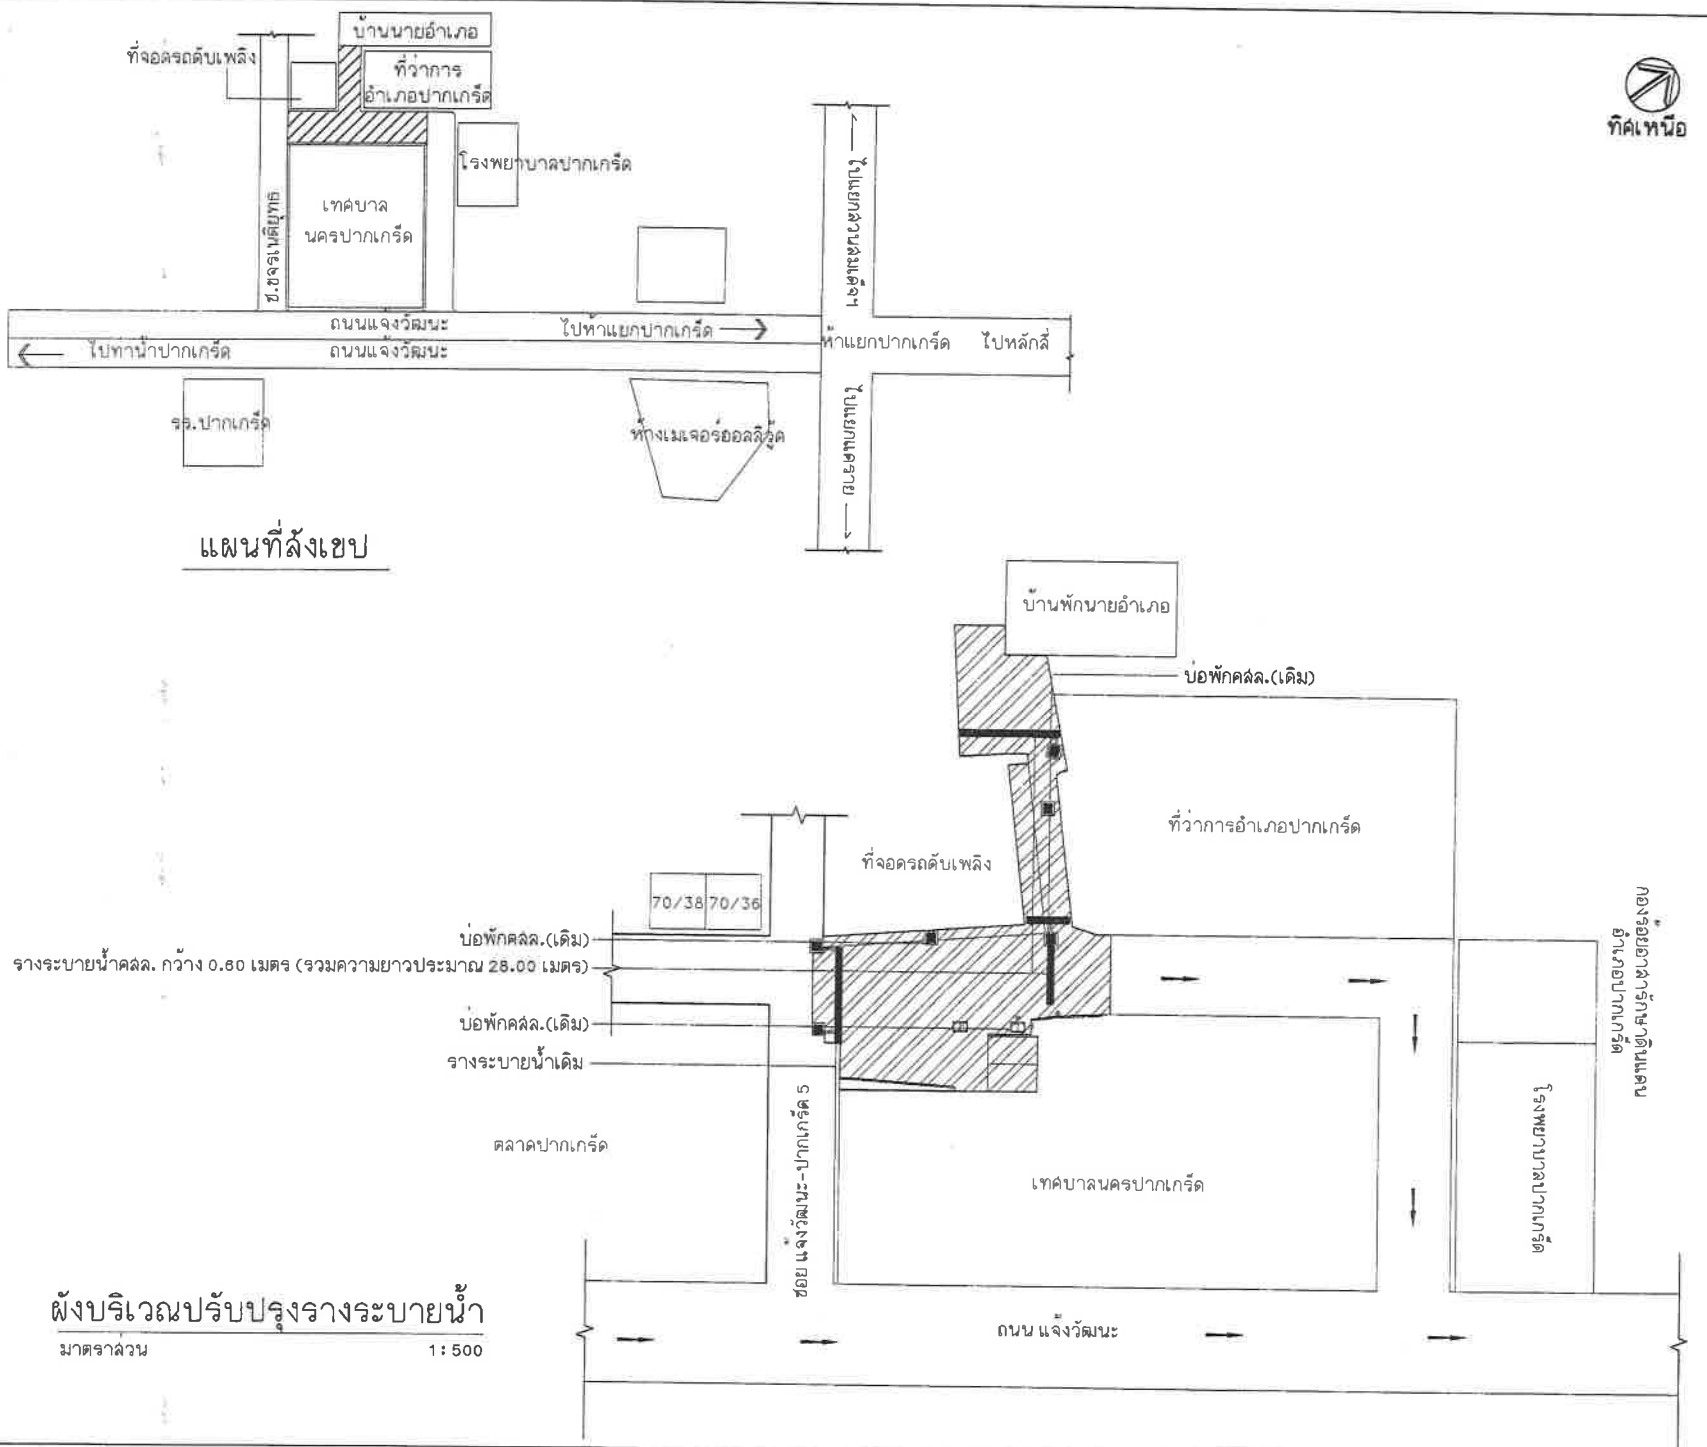 บ้านนายอำเภอ
ที่จอดรถดับเพลิง
ที่ว่าการ
อำเภอปากเกร็ด
ทิศเหนือ
โรงพยาบาลปากเกร็ด
เทศบาล
นครปากเกร็ด
ซ.ขจรเนติยุทธ
ไปแยกสวนสมเด็จฯ
ถนนแจ้งวัฒนะ
ไปห้าแยกปากเกร็ด
ไปท่าน้ำปากเกร็ด
ถนนแจ้งวัฒนะ
ห้าแยกปากเกร็ด
ไปหลักสี่
รร.ปากเกร็ด
ห้างเมเจอร์ฮอลลีวู้ด
ไปแยกแคราย
แผนที่สังเขป
บ้านพักนายอำเภอ
บ่อพักคสล.(เดิม)
ที่ว่าการอำเภอปากเกร็ด
ที่จอดรถดับเพลิง
70/38 70/36
บ่อพักคสล.(เดิม)
รางระบายน้ำคสล. กว้าง 0.60 เมตร (รวมความยาวประมาณ 28.00 เมตร)
บ่อพักคสล.(เดิม)
รางระบายน้ำเดิม
กองร้อยอาสารักษาดินแดน
อำเภอปากเกร็ด
โรงพยาบาลปากเกร็ด
ตลาดปากเกร็ด
ซอย แจ้งวัฒนะ-ปากเกร็ด 5
เทศบาลนครปากเกร็ด
ผังบริเวณปรับปรุงรางระบายน้ำ
มาตราส่วน 1:500
ถนน แจ้งวัฒนะ